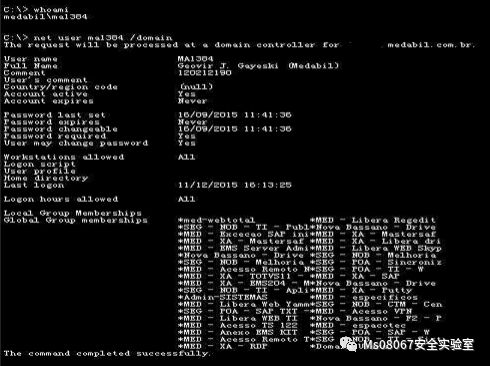 C:\> whoami
medabil\ma1384
C:\> net user ma1384 /domain
The request will be processed at a domain controller for .medabil.com.br.
User name MA1384
Full Name Geovir J. Gayeski (Medabil)
Comment 120212190
User's comment
Country/region code (null)
Account active Yes
Account expires Never
Password last set 16/09/2015 11:41:36
Password expires Never
Password changeable 16/09/2015 11:41:36
Password required Yes
User may change password Yes
Workstations allowed All
Logon script
User profile
Home directory
Last logon 11/12/2015 16:13:25
Logon hours allowed All
Local Group Memberships
Global Group memberships *med-webtotal *MED - Libera Regedit
*SEG - NOB - TI - Publ*Nova Bassano - Drive
*MED - Excecao SAP ini*MED - XA - Mastersaf
*MED - XA - Mastersaf *MED - XA - Libera dri
*MED - EMS Server Admi*MED - Libera WEB Skyp
*Nova Bassano - Drive *SEG - NOB - Melhoria
*SEG - NOB - Melhoria *SEG - POA - Sincroniz
*MED - Acesso Remoto N*SEG - POA - TI - W
*MED - XA - TOTVS11 - *MED - XA - SAP
*MED - XA - EMS204 - M*Nova Bassano - Drive
*SEG - NOB - TI - Apli*MED - XA - Putty
*Admin-SISTEMAS *MED - especificos
*MED - Libera Web Yamm*SEG - NOB - CTM - Cen
*SEG - POA - SAP TXT -*MED - Acesso VPN
*MED - Libera WEB TI *Nova Bassano - F2 - P
*MED - Acesso TS 122 *MED - espacotec
*MED - Anexo EMS KIT *SEG - POA - SAP - W
*MED - Acesso Remoto T*SEG - NOB - TI -
*MED - XA - RDP *Doma
The command completed successfully.
Ms08067安全实验室